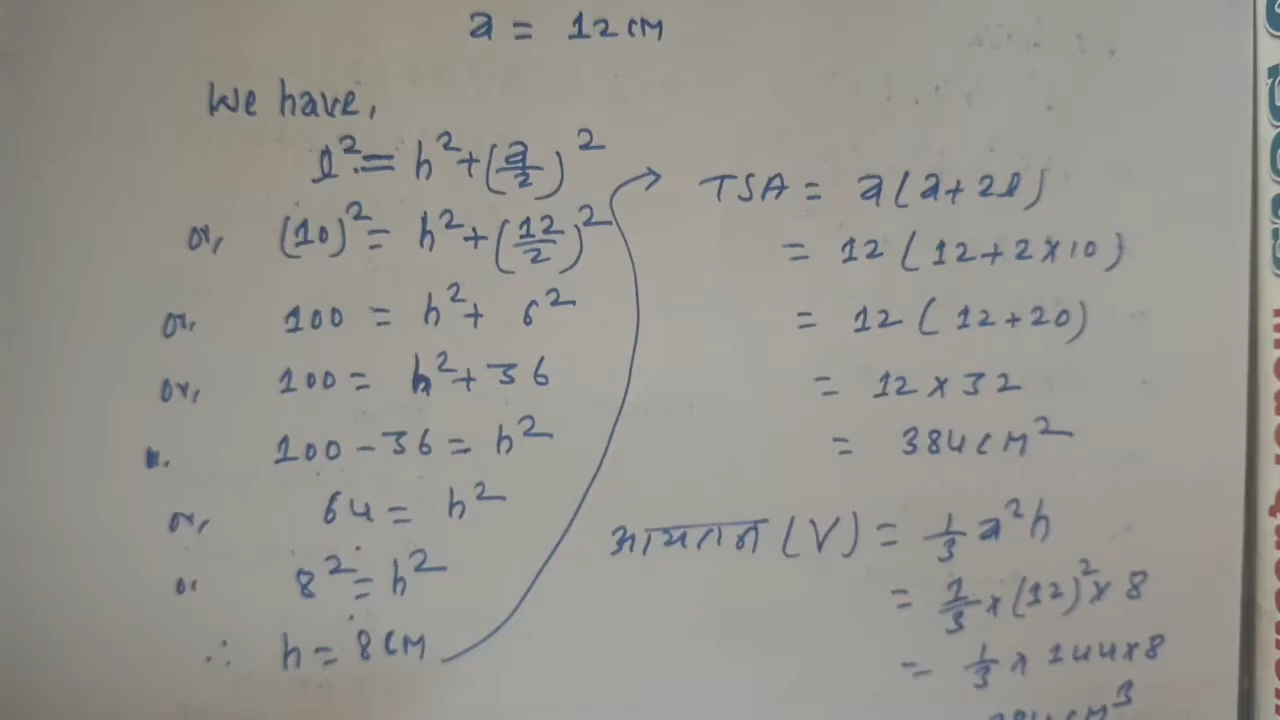 a = 12 cm
We have,
l² = h² + (a/2)²
or, (10)² = h² + (12/2)²
or, 100 = h² + 6²
or, 100 = h² + 36
100 - 36 = h²
or, 64 = h²
or 8² = h²
∴ h = 8 cm
TSA = a(a + 2l)
= 12 (12 + 2 × 10)
= 12 (12 + 20)
= 12 × 32
= 384 cm²
आयतन (V) = 1/3 a² h
= 1/3 × (12)² × 8
= 1/3 × 144 × 8
cm³